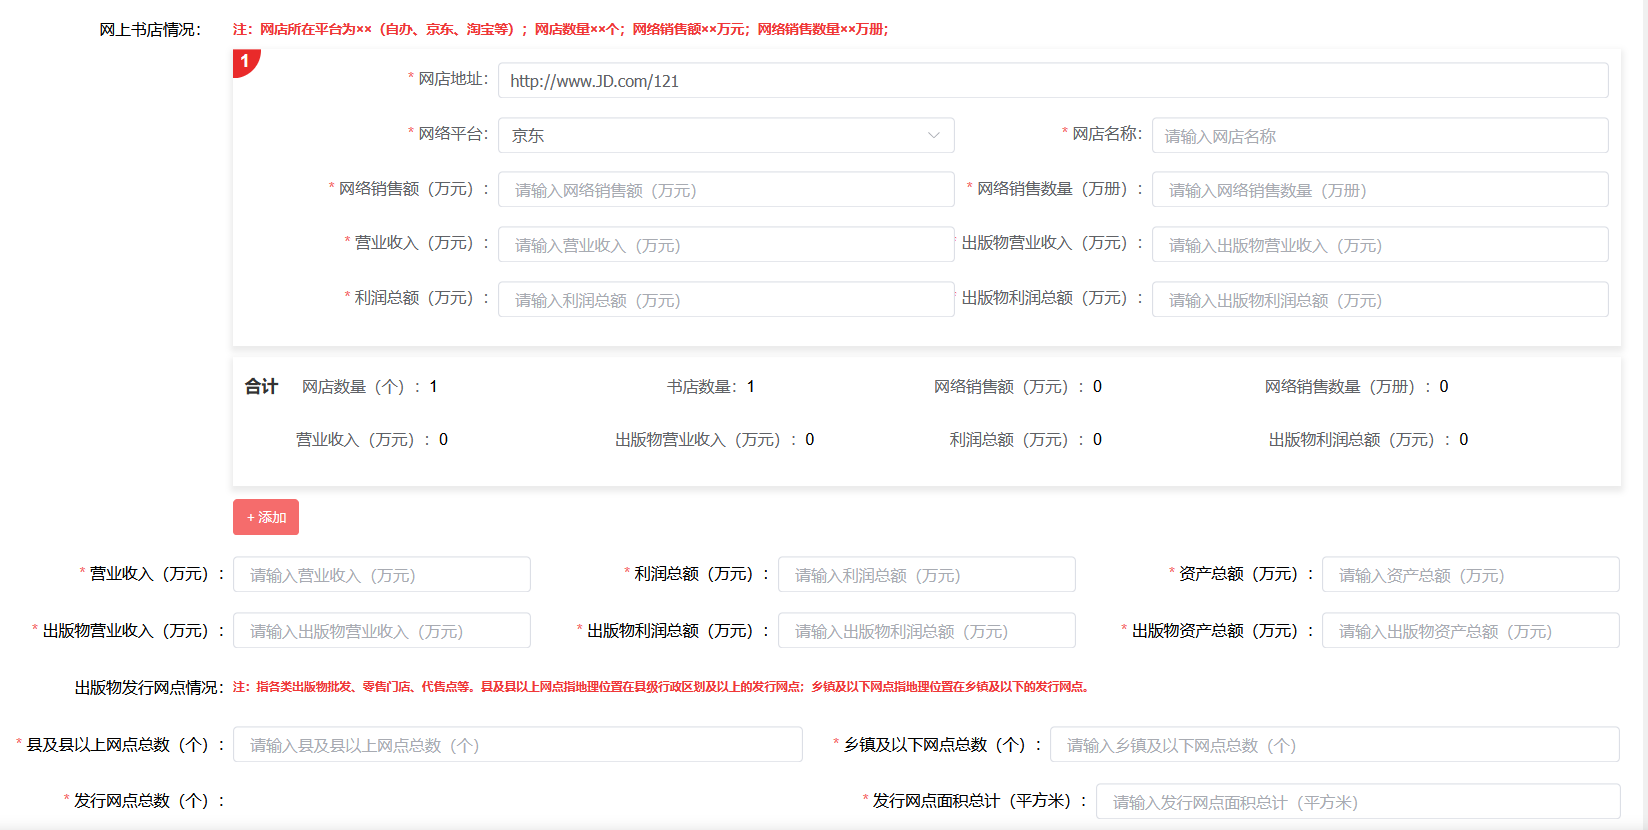 网上书店情况： 注：网店所在平台为××（自办、京东、淘宝等）；网店数量××个；网络销售额××万元；网络销售数量××万册；
1
* 网店地址： http://www.JD.com/121
* 网络平台： 京东 * 网店名称： 请输入网店名称
* 网络销售额（万元）： 请输入网络销售额（万元） * 网络销售数量（万册）： 请输入网络销售数量（万册）
* 营业收入（万元）： 请输入营业收入（万元） * 出版物营业收入（万元）： 请输入出版物营业收入（万元）
* 利润总额（万元）： 请输入利润总额（万元） * 出版物利润总额（万元）： 请输入出版物利润总额（万元）
合计 网店数量（个）：1 书店数量：1 网络销售额（万元）：0 网络销售数量（万册）：0
营业收入（万元）：0 出版物营业收入（万元）：0 利润总额（万元）：0 出版物利润总额（万元）：0
+ 添加
* 营业收入（万元）： 请输入营业收入（万元） * 利润总额（万元）： 请输入利润总额（万元） * 资产总额（万元）： 请输入资产总额（万元）
* 出版物营业收入（万元）： 请输入出版物营业收入（万元） * 出版物利润总额（万元）： 请输入出版物利润总额（万元） * 出版物资产总额（万元）： 请输入出版物资产总额（万元）
出版物发行网点情况： 注：指各类出版物批发、零售门店、代售点等。县及县以上网点指地理位置在县级行政区划及以上的发行网点；乡镇及以下网点指地理位置在乡镇及以下的发行网点。
* 县及县以上网点总数（个）： 请输入县及县以上网点总数（个） * 乡镇及以下网点总数（个）： 请输入乡镇及以下网点总数（个）
* 发行网点总数（个）： * 发行网点面积总计（平方米）： 请输入发行网点面积总计（平方米）